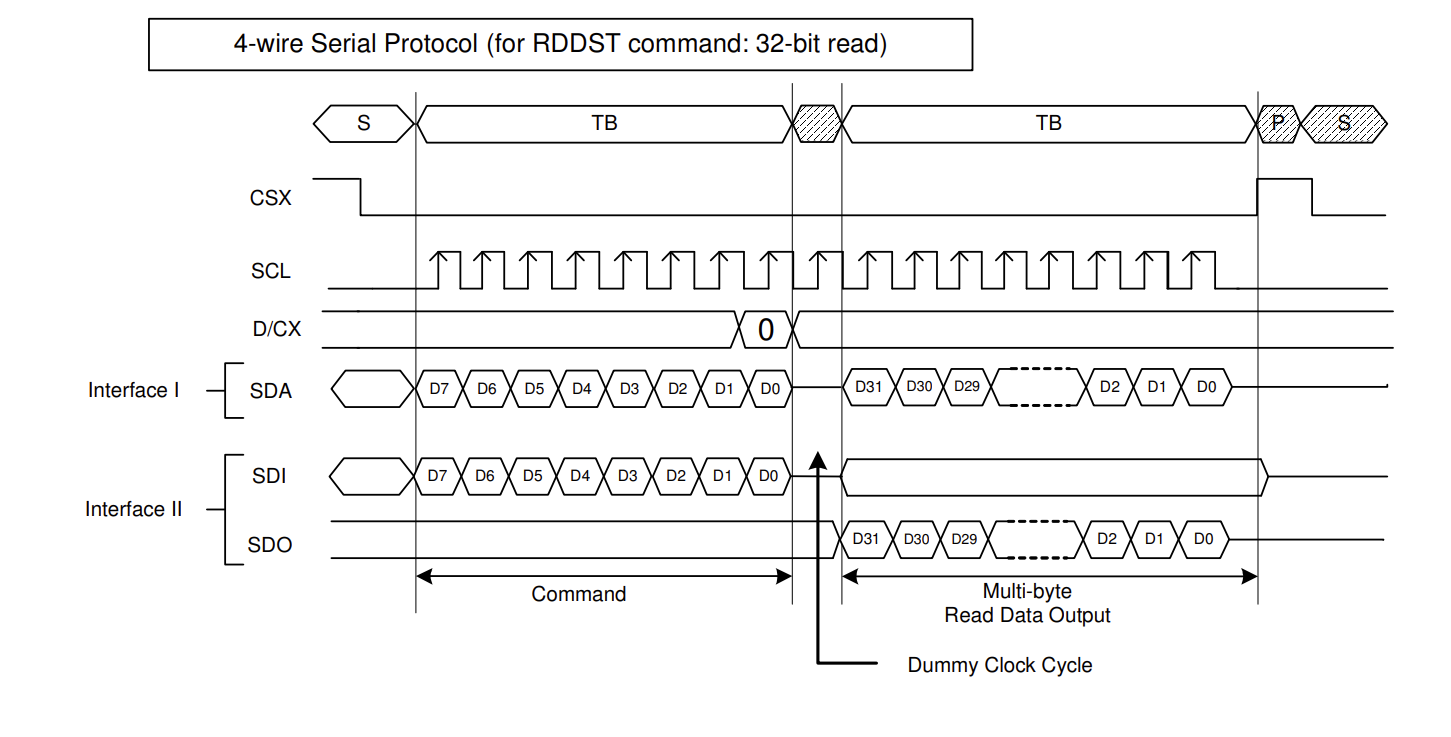 4-wire Serial Protocol (for RDDST command: 32-bit read)
S TB TB P S
CSX
SCL
D/CX 0
Interface I SDA D7 D6 D5 D4 D3 D2 D1 D0 D31 D30 D29 D2 D1 D0
SDI D7 D6 D5 D4 D3 D2 D1 D0
Interface II
SDO D31 D30 D29 D2 D1 D0
Command
Multi-byte
Read Data Output
Dummy Clock Cycle